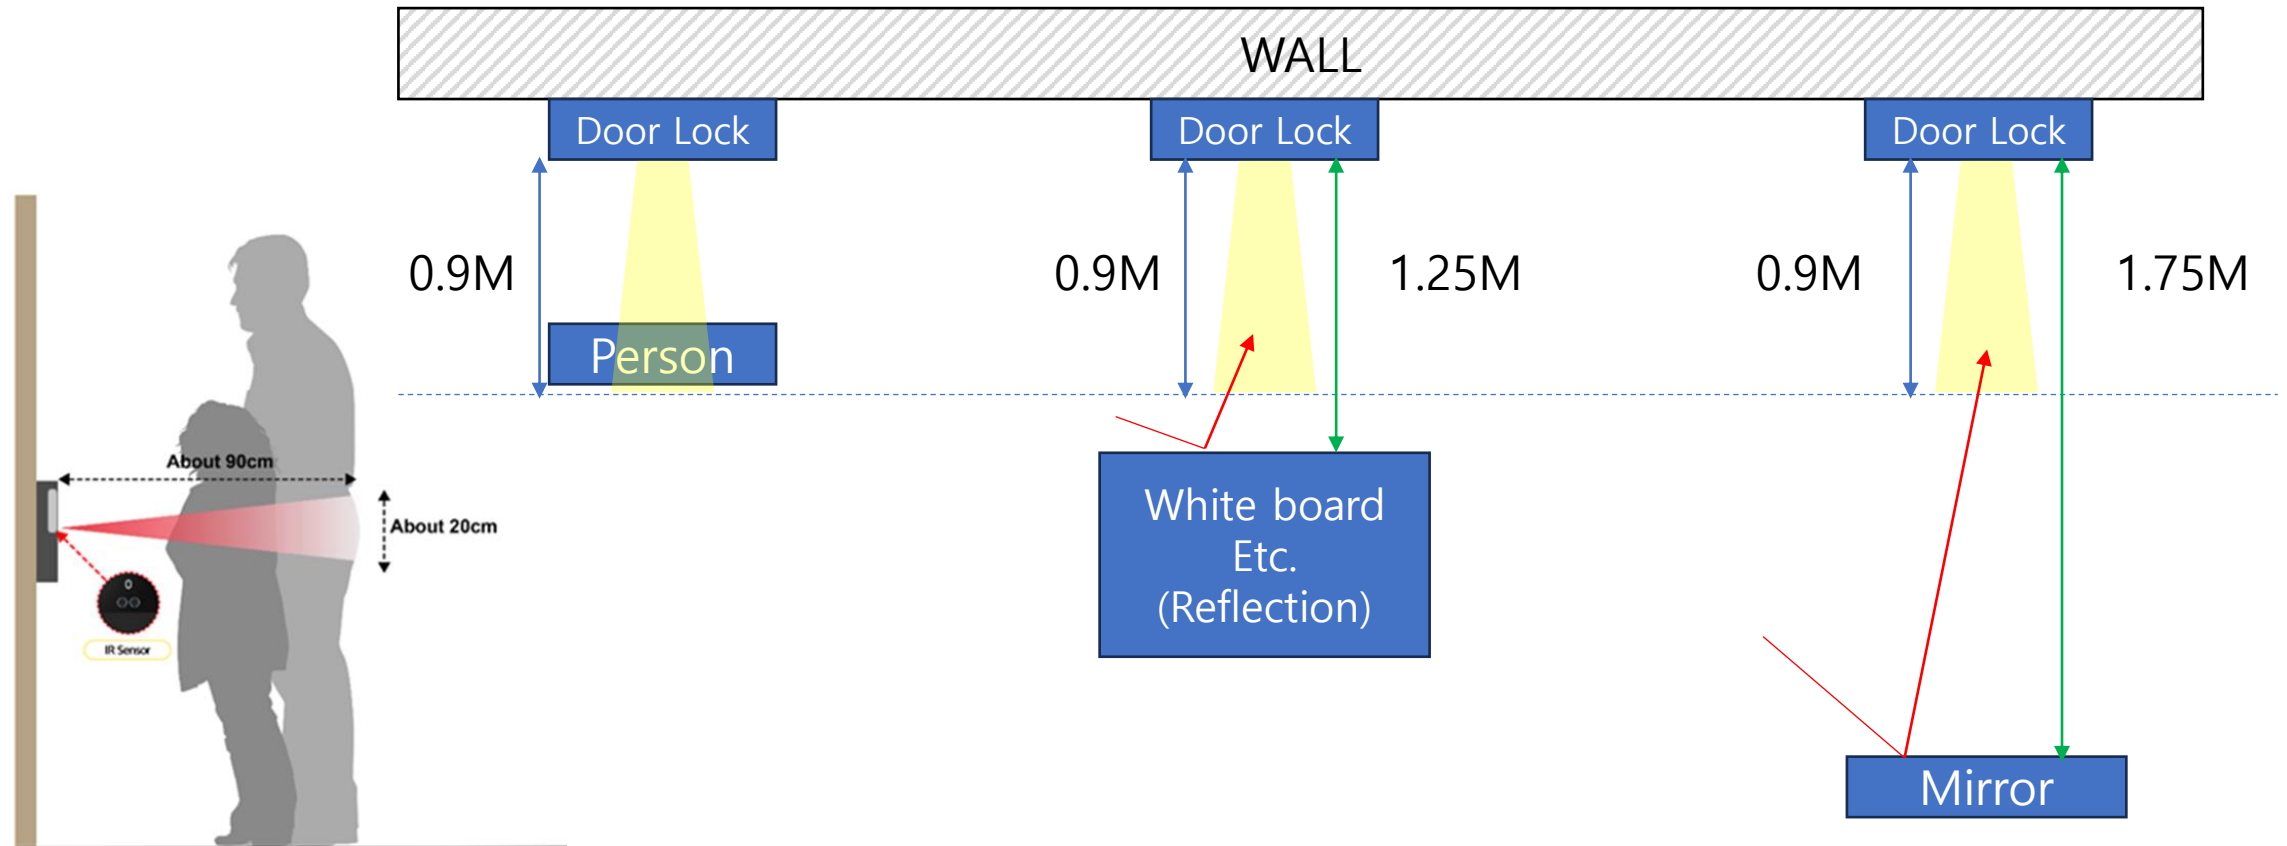 WALL
Door Lock
Door Lock
Door Lock
0.9M
0.9M
1.25M
0.9M
1.75M
Person
About 90cm
About 20cm
0
IR Sensor
White board
Etc.
(Reflection)
Mirror